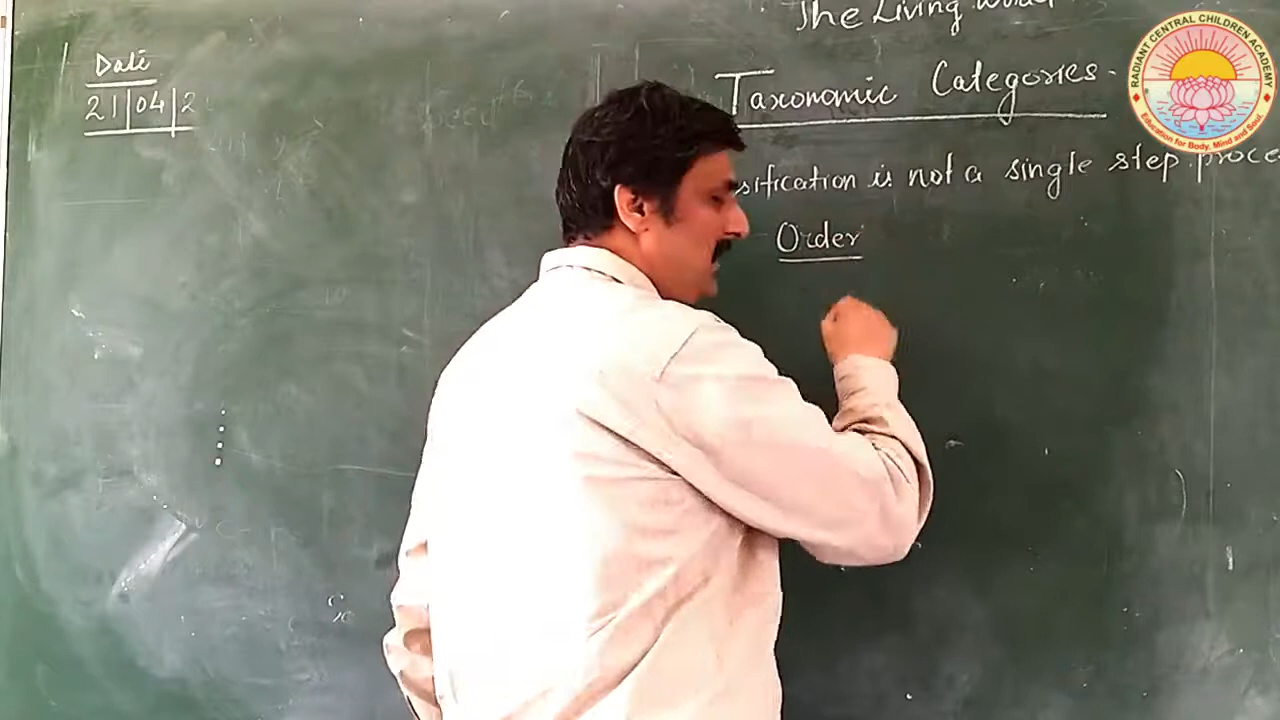 The Living World
Date
21|04|2
Taxonomic Categories.
sification is not a single step proce
Order
RADIANT CENTRAL CHILDREN ACADEMY
Education for Body, Mind and Soul.